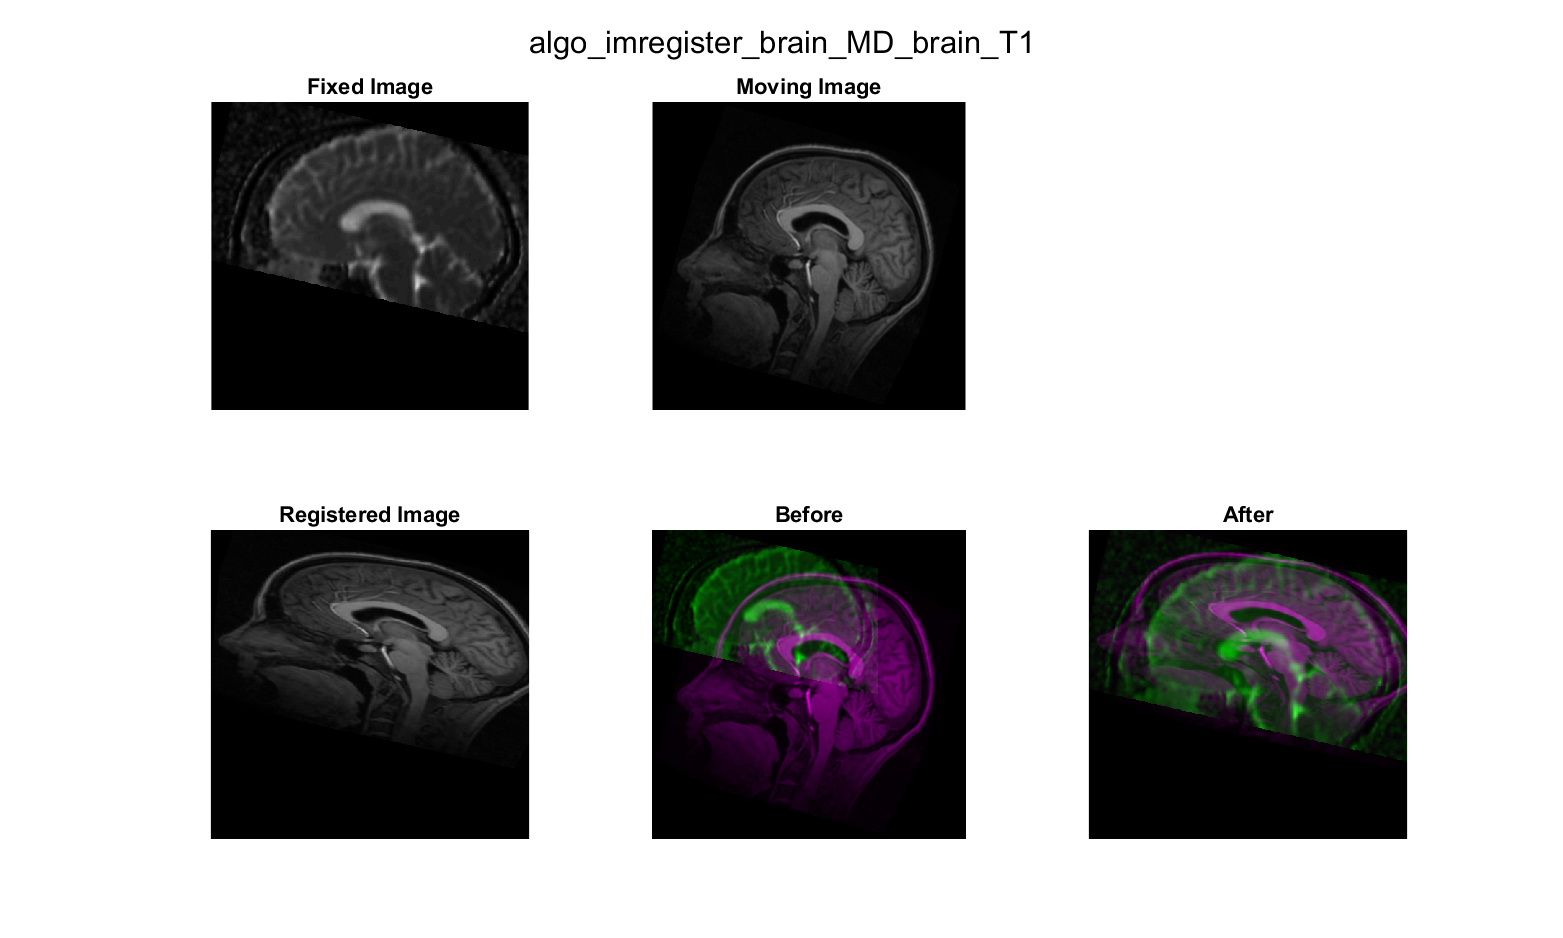 algo_imregister_brain_MD_brain_T1
Fixed Image
Moving Image
Registered Image
Before
After